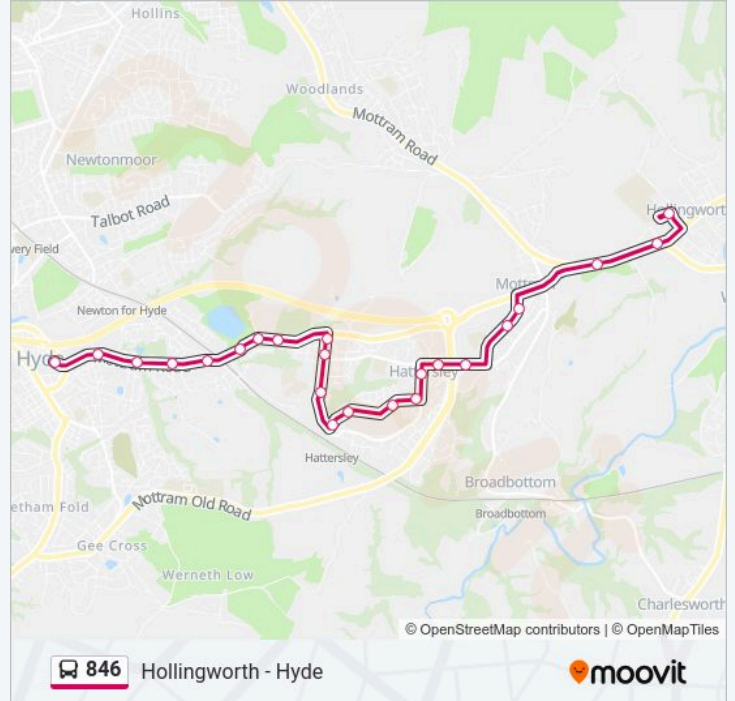 Hollins
Woodlands
Mottram Road
Newtonmoor
Talbot Road
very Field
Hollingwort
Mottr
Newton for Hyde
Hyde
Hattersley
Hattersley
Broadbottom
Broadbottom
Mottram Old Road
etham Fold
Gee Cross
Werneth Low
Charlesworth
© OpenStreetMap contributors | © OpenMapTiles
846 Hollingworth - Hyde
moovit